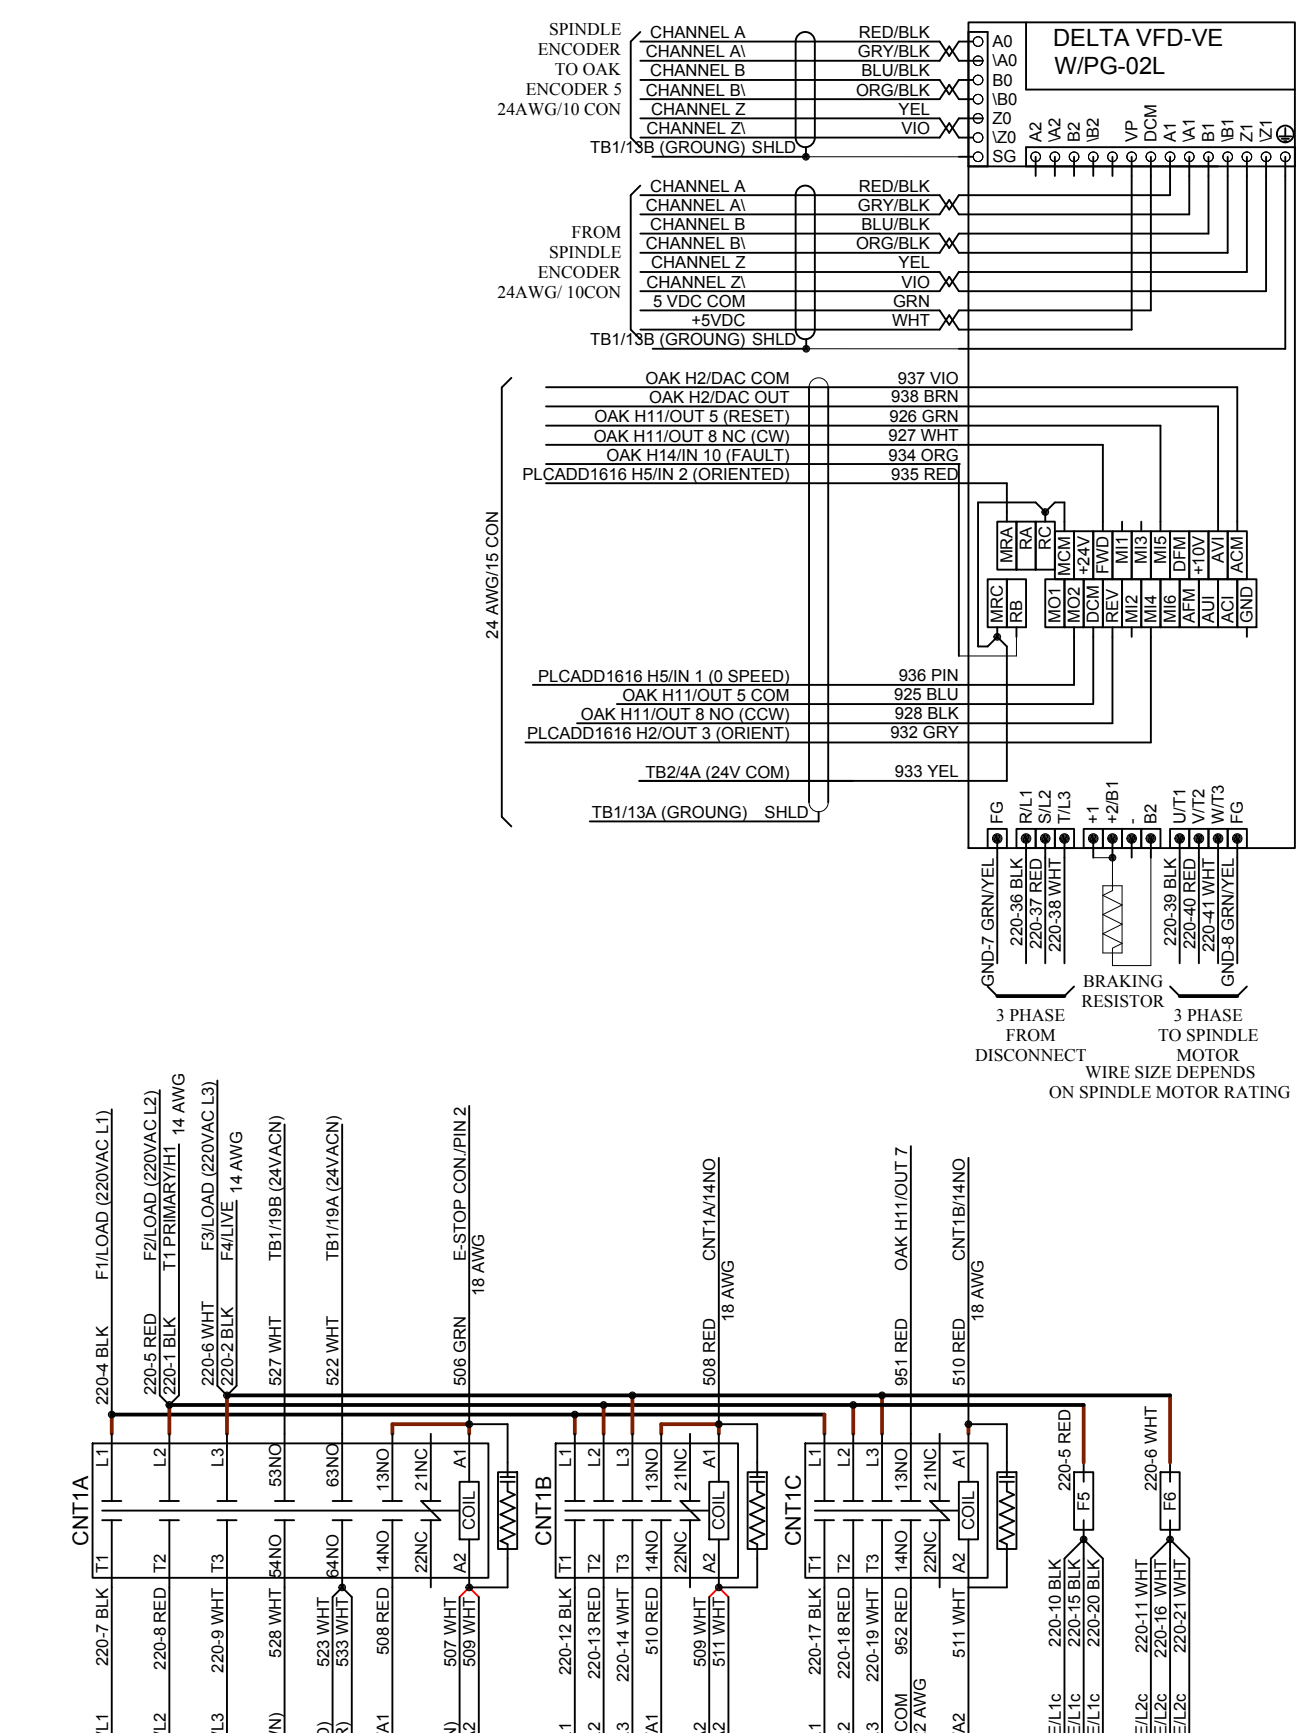 SPINDLE
ENCODER
TO OAK
ENCODER 5
24AWG/10 CON
CHANNEL A RED/BLK
CHANNEL A\ GRY/BLK
CHANNEL B BLU/BLK
CHANNEL B\ ORG/BLK
CHANNEL Z YEL
CHANNEL Z\ VIO
TB1/13B (GROUNG) SHLD
A0
\A0
B0
\B0
Z0
\Z0
SG
DELTA VFD-VE
W/PG-02L
A2
\A2
B2
\B2
VP
DCM
A1
\A1
B1
\B1
Z1
\Z1
FROM
SPINDLE
ENCODER
24AWG/ 10CON
CHANNEL A RED/BLK
CHANNEL A\ GRY/BLK
CHANNEL B BLU/BLK
CHANNEL B\ ORG/BLK
CHANNEL Z YEL
CHANNEL Z\ VIO
5 VDC COM GRN
+5VDC WHT
TB1/13B (GROUNG) SHLD
24 AWG/15 CON
OAK H2/DAC COM 937 VIO
OAK H2/DAC OUT 938 BRN
OAK H11/OUT 5 (RESET) 926 GRN
OAK H11/OUT 8 NC (CW) 927 WHT
OAK H14/IN 10 (FAULT) 934 ORG
PLCADD1616 H5/IN 2 (ORIENTED) 935 RED
MRA
RA
RC
MCM
+24V
FWD
MI1
MI3
MI5
DFM
+10V
AVI
ACM
MRC
RB
MO1
MO2
DCM
REV
MI2
MI4
MI6
AFM
AUI
ACI
GND
PLCADD1616 H5/IN 1 (0 SPEED) 936 PIN
OAK H11/OUT 5 COM 925 BLU
OAK H11/OUT 8 NO (CCW) 928 BLK
PLCADD1616 H2/OUT 3 (ORIENT) 932 GRY
TB2/4A (24V COM) 933 YEL
TB1/13A (GROUNG) SHLD
FG
R/L1
S/L2
T/L3
+1
+2/B1
-
B2
U/T1
V/T2
W/T3
FG
GND-7 GRN/YEL
220-36 BLK
220-37 RED
220-38 WHT
220-39 BLK
220-40 RED
220-41 WHT
GND-8 GRN/YEL
BRAKING
RESISTOR
3 PHASE
FROM
DISCONNECT
3 PHASE
TO SPINDLE
MOTOR
WIRE SIZE DEPENDS
ON SPINDLE MOTOR RATING
220-4 BLK F1/LOAD (220VAC L1)
220-5 RED F2/LOAD (220VAC L2)
220-1 BLK T1 PRIMARY/H1 14 AWG
220-6 WHT F3/LOAD (220VAC L3)
220-2 BLK F4/LIVE 14 AWG
527 WHT TB1/19B (24VACN)
522 WHT TB1/19A (24VACN)
506 GRN E-STOP CON./PIN 2
18 AWG
508 RED CNT1A/14NO
18 AWG
951 RED OAK H11/OUT 7
510 RED CNT1B/14NO
18 AWG
CNT1A
L1
L2
L3
53NO
63NO
13NO
21NC
A1
COIL
T1
T2
T3
54NO
64NO
14NO
22NC
A2
CNT1B
L1
L2
L3
13NO
21NC
A1
COIL
T1
T2
T3
14NO
22NC
A2
CNT1C
L1
L2
L3
13NO
21NC
A1
COIL
T1
T2
T3
14NO
22NC
A2
220-5 RED
F5
220-6 WHT
F6
220-7 BLK
220-8 RED
220-9 WHT
528 WHT
523 WHT
533 WHT
508 RED
507 WHT
509 WHT
220-12 BLK
220-13 RED
220-14 WHT
510 RED
509 WHT
511 WHT
220-17 BLK
220-18 RED
220-19 WHT
952 RED
511 WHT
220-10 BLK
220-15 BLK
220-20 BLK
220-11 WHT
220-16 WHT
220-21 WHT
COM
2 AWG